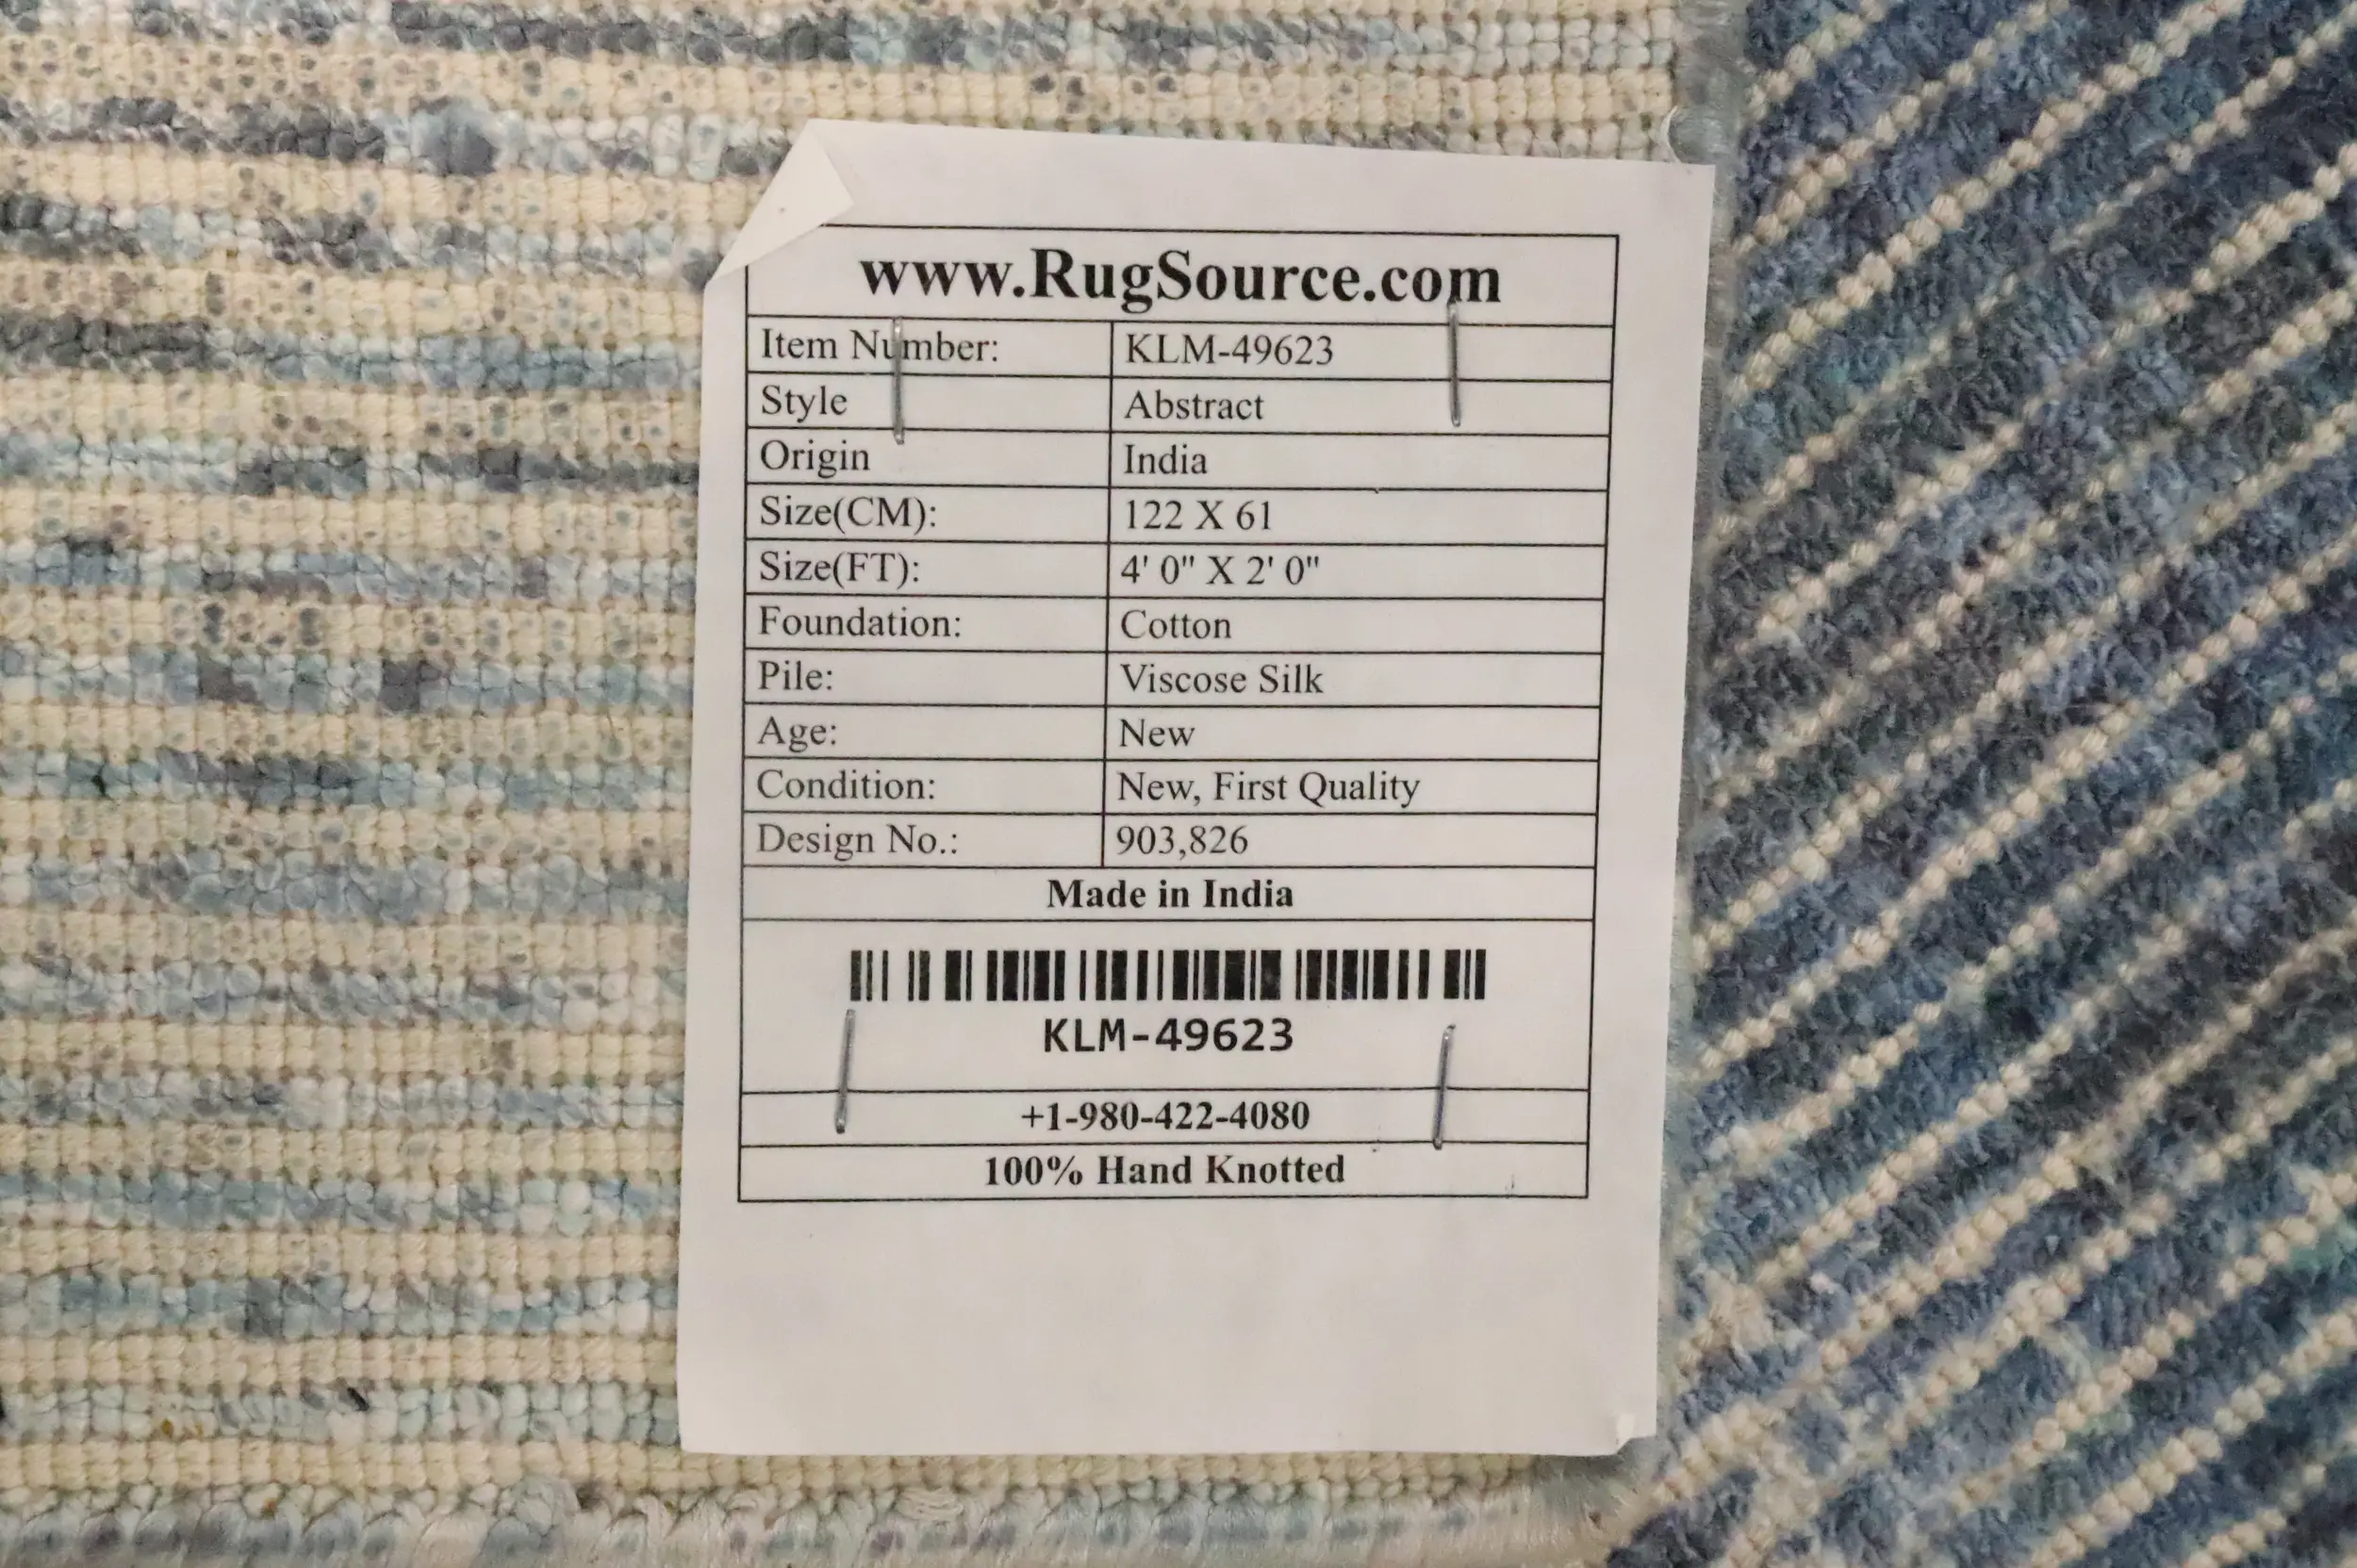 www.RugSource.com
Item Number: KLM-49623
Style Abstract
Origin India
Size(CM): 122 X 61
Size(FT): 4' 0" X 2' 0"
Foundation: Cotton
Pile: Viscose Silk
Age: New
Condition: New, First Quality
Design No.: 903,826
Made in India
KLM-49623
+1-980-422-4080
100% Hand Knotted